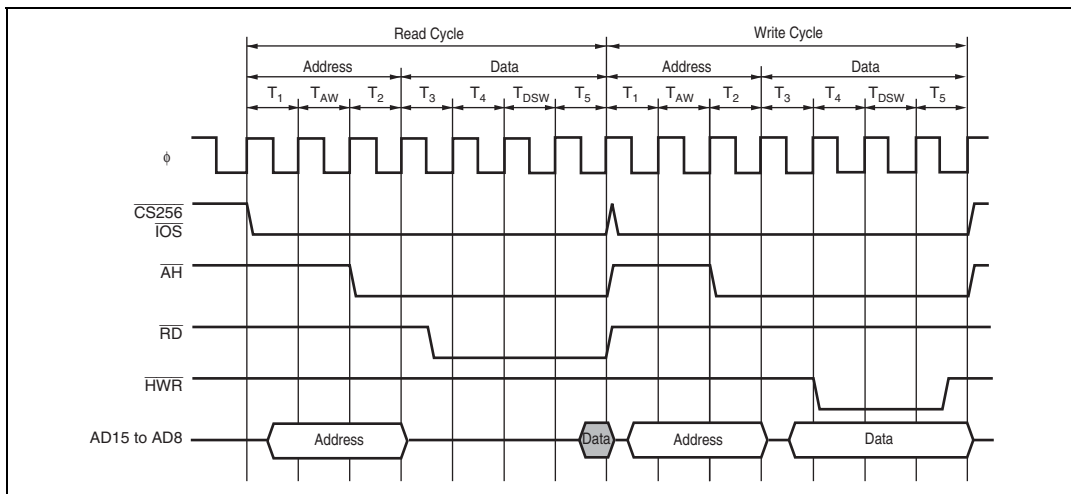 Read Cycle Write Cycle
Address Data Address Data
T1 TAW T2 T3 T4 TDSW T5 T1 TAW T2 T3 T4 TDSW T5
ϕ
CS256
IOS
AH
RD
HWR
AD15 to AD8 Address Data Address Data